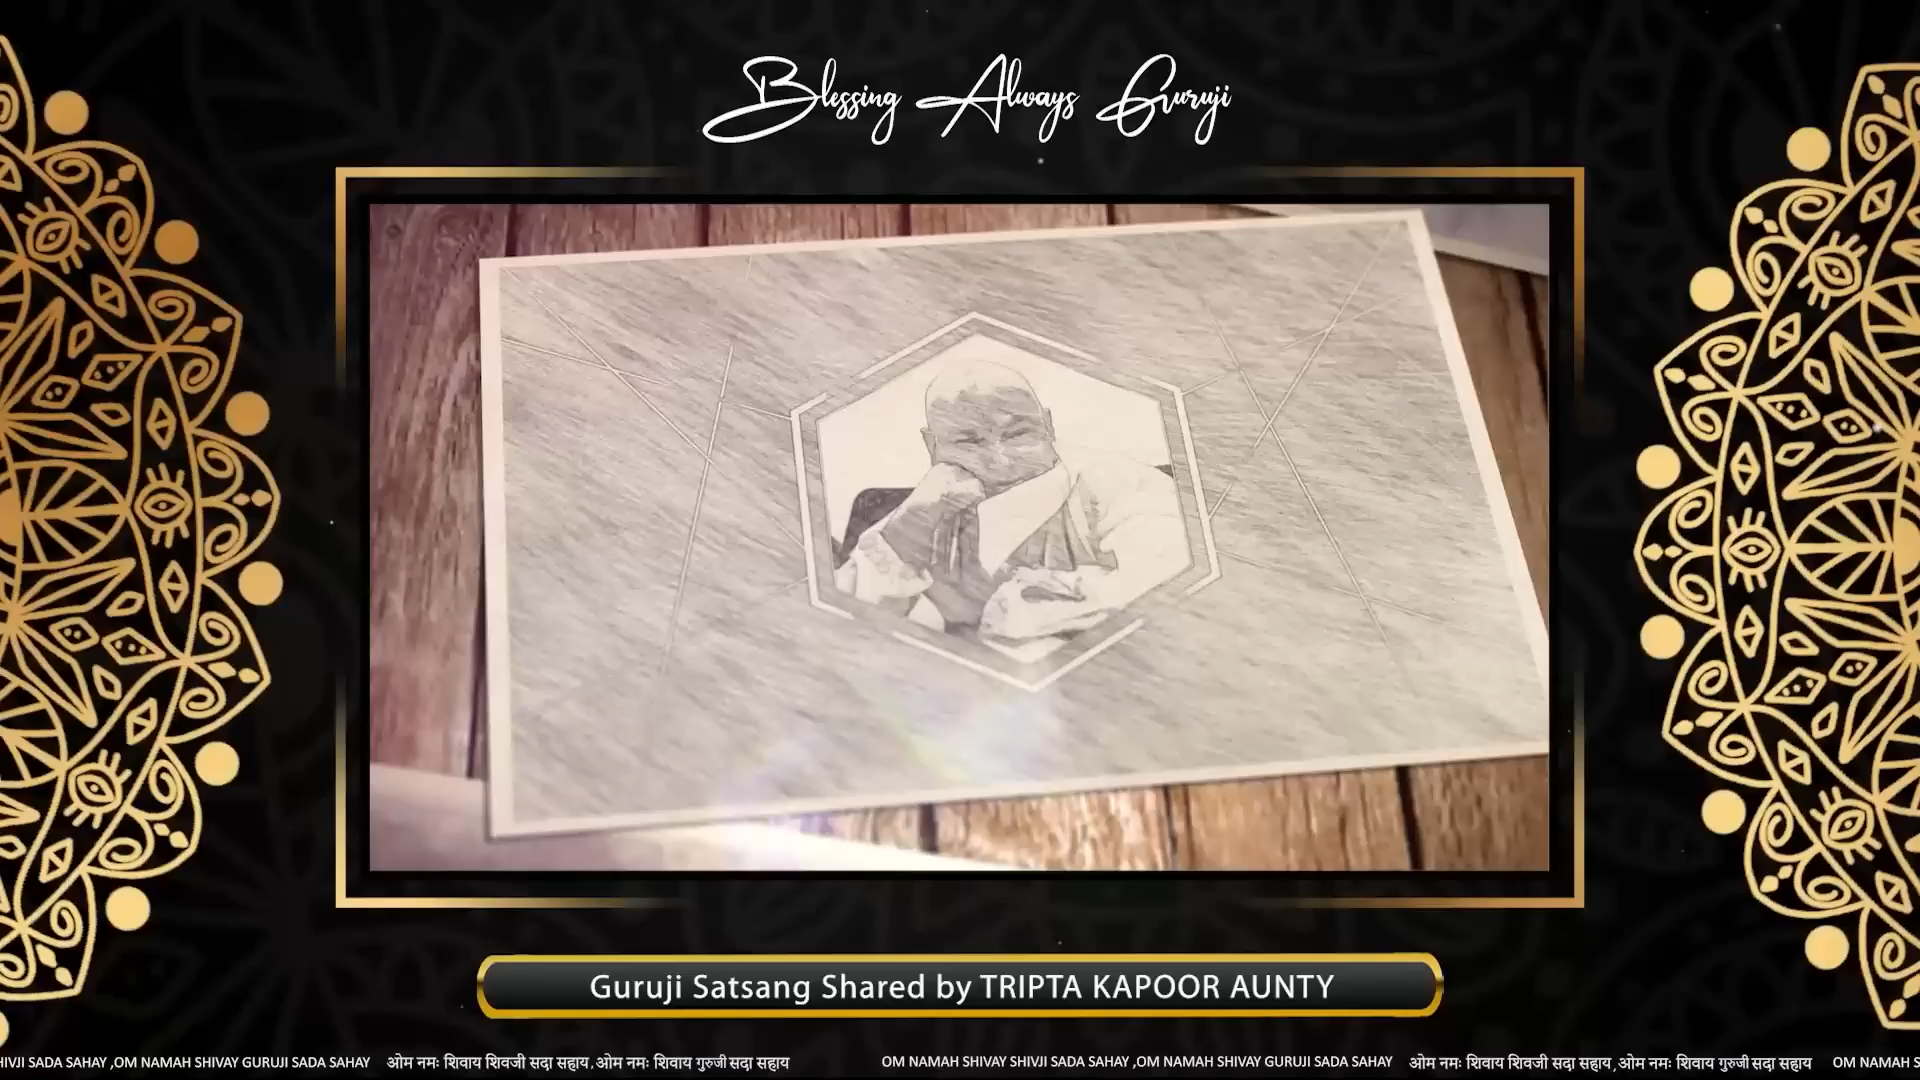 Blessing Always Guruji
Guruji Satsang Shared by TRIPTA KAPOOR AUNTY
HIVJI SADA SAHAY ,OM NAMAH SHIVAY GURUJI SADA SAHAY ओम नमः शिवाय शिवजी सदा सहाय,ओम नमः शिवाय गुरुजी सदा सहाय OM NAMAH SHIVAY SHIVJI SADA SAHAY ,OM NAMAH SHIVAY GURUJI SADA SAHAY ओम नमः शिवाय शिवजी सदा सहाय,ओम नमः शिवाय गुरुजी सदा सहाय OM NAMAH S